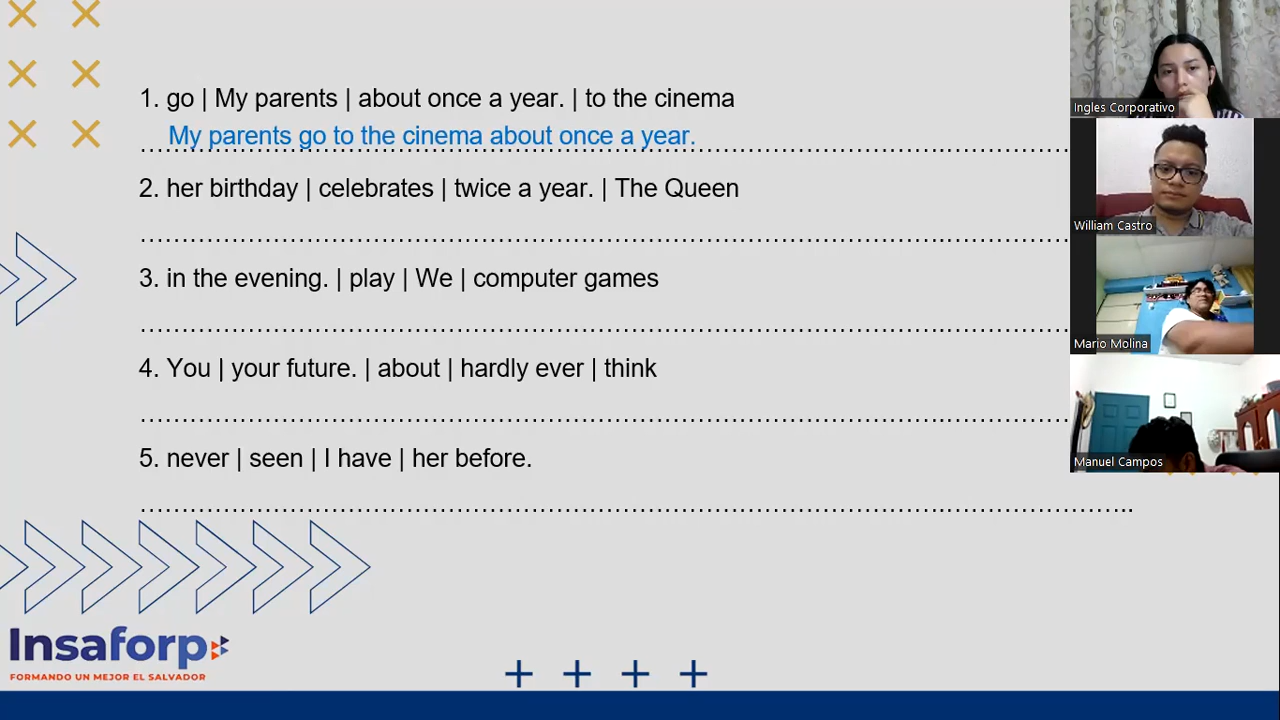 1. go | My parents | about once a year. | to the cinema
My parents go to the cinema about once a year.
2. her birthday | celebrates | twice a year. | The Queen
3. in the evening. | play | We | computer games
4. You | your future. | about | hardly ever | think
5. never | seen | I have | her before.
Insaforp
FORMANDO UN MEJOR EL SALVADOR
Ingles Corporativo
William Castro
Mario Molina
Manuel Campos